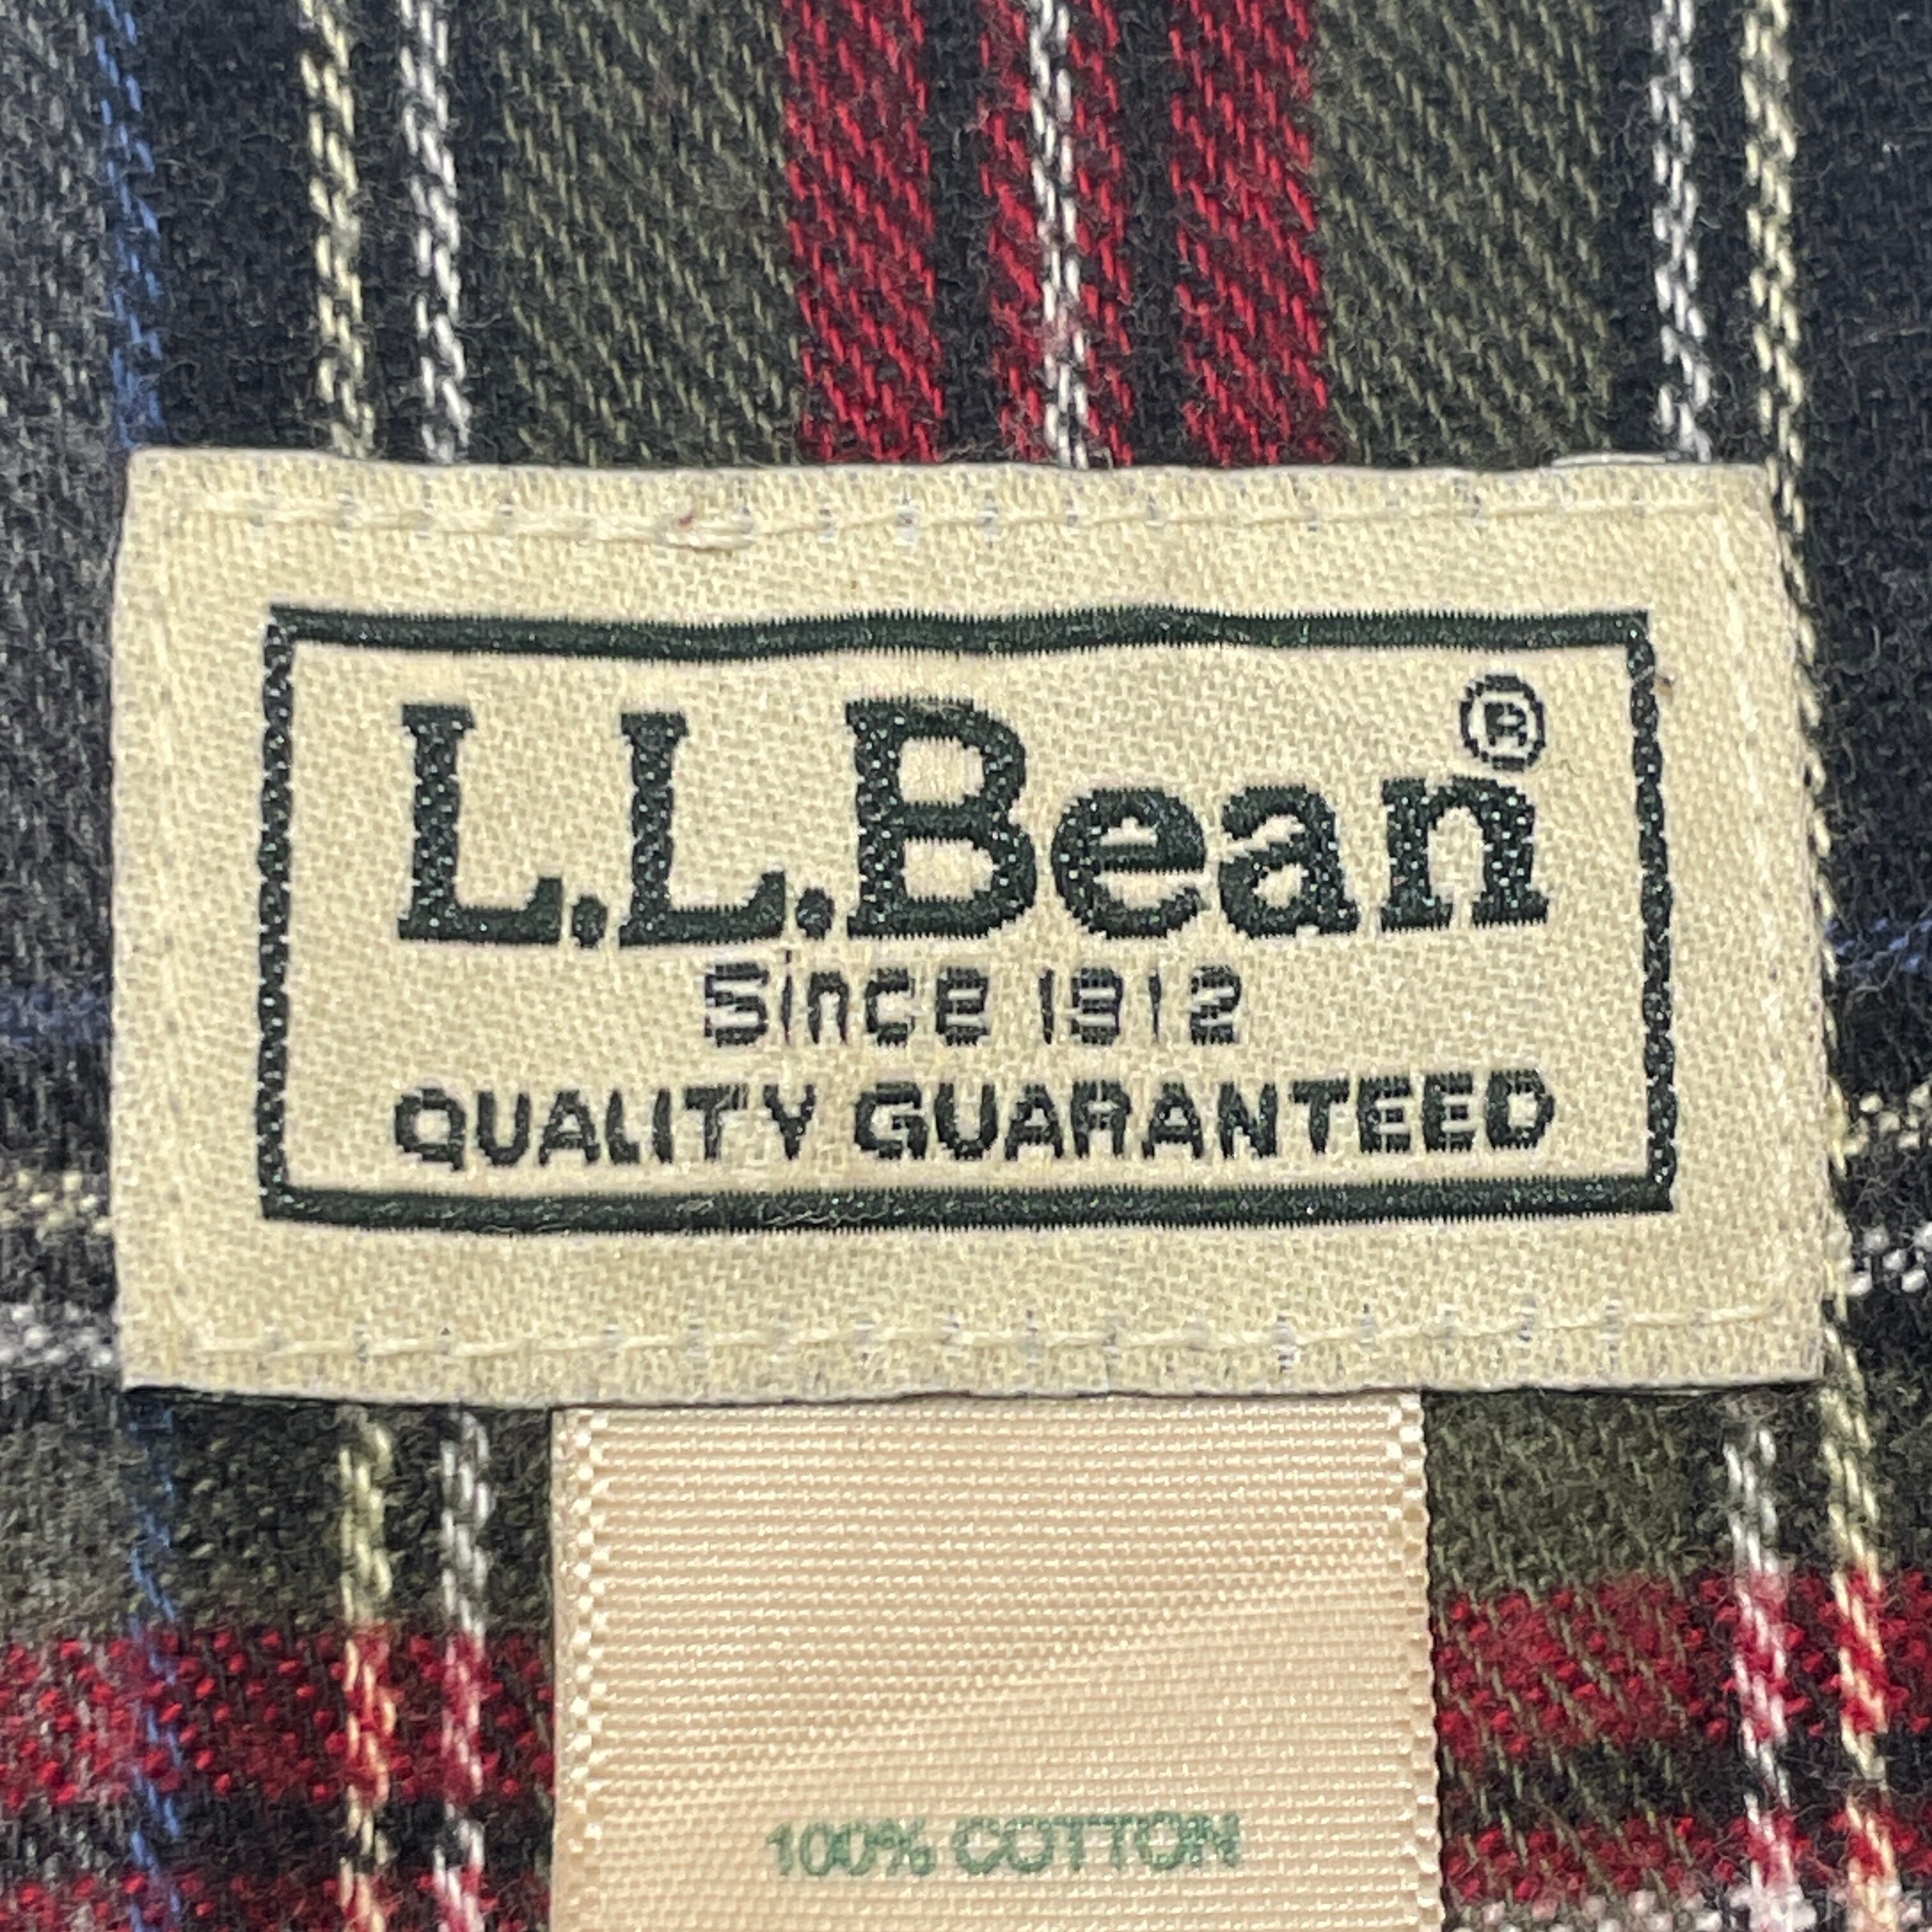 L.L.Bean®
Since 1912
QUALITY GUARANTEED
100% COTTON